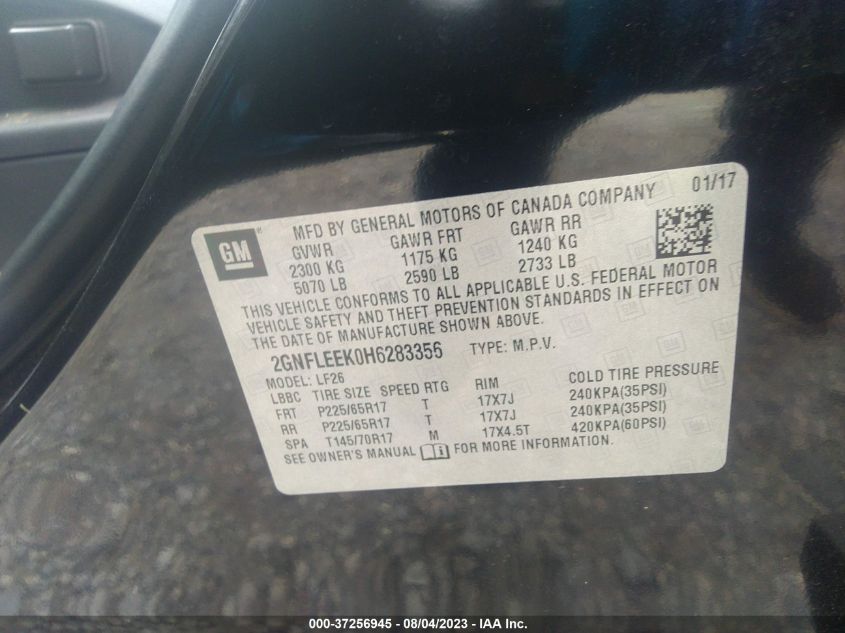 01/17
GM ®
MFD BY GENERAL MOTORS OF CANADA COMPANY
GVWR GAWR FRT GAWR RR
2300 KG 1175 KG 1240 KG
5070 LB 2590 LB 2733 LB
THIS VEHICLE CONFORMS TO ALL APPLICABLE U.S. FEDERAL MOTOR
VEHICLE SAFETY AND THEFT PREVENTION STANDARDS IN EFFECT ON
THE DATE OF MANUFACTURE SHOWN ABOVE.
2GNFLEEK0H6283356 TYPE: M.P.V.
MODEL: LF26
LBBC TIRE SIZE SPEED RTG RIM COLD TIRE PRESSURE
FRT P225/65R17 T 17X7J 240KPA(35PSI)
RR P225/65R17 T 17X7J 240KPA(35PSI)
SPA T145/70R17 M 17X4.5T 420KPA(60PSI)
SEE OWNER'S MANUAL FOR MORE INFORMATION.
000-37256945 - 08/04/2023 - IAA Inc.